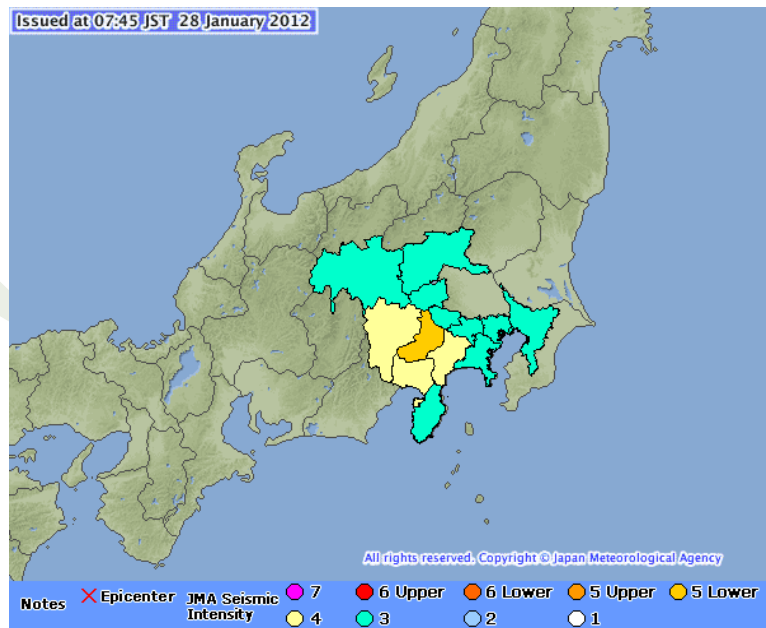 Issued at 07:45 JST 28 January 2012
All rights reserved. Copyright © Japan Meteorological Agency
Notes Epicenter JMA Seismic Intensity 7 6 Upper 6 Lower 5 Upper 5 Lower
4 3 2 1